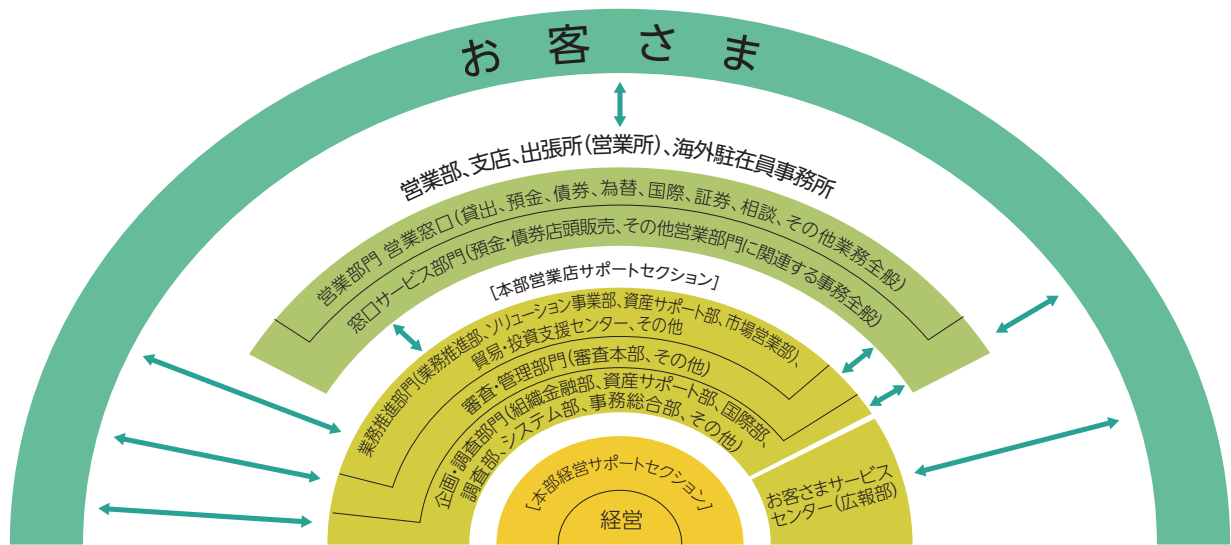 お客さま
営業部、支店、出張所（営業所）、海外駐在員事務所
営業部門 営業窓口（貸出、預金、債券、為替、国際、証券、相談、その他業務全般）
窓口サービス部門（預金・債券店頭販売、その他営業部門に関連する事務全般）
［本部営業店サポートセクション］
業務推進部門（業務推進部、ソリューション事業部、資産サポート部、市場営業部）、
貿易・投資支援センター、その他
審査・管理部門（審査本部、その他）
企画・調査部門（組織金融部、資産サポート部、国際部、
調査部、システム部、事務総合部、その他）
お客さまサービス
センター（広報部）
［本部経営サポートセクション］
経営